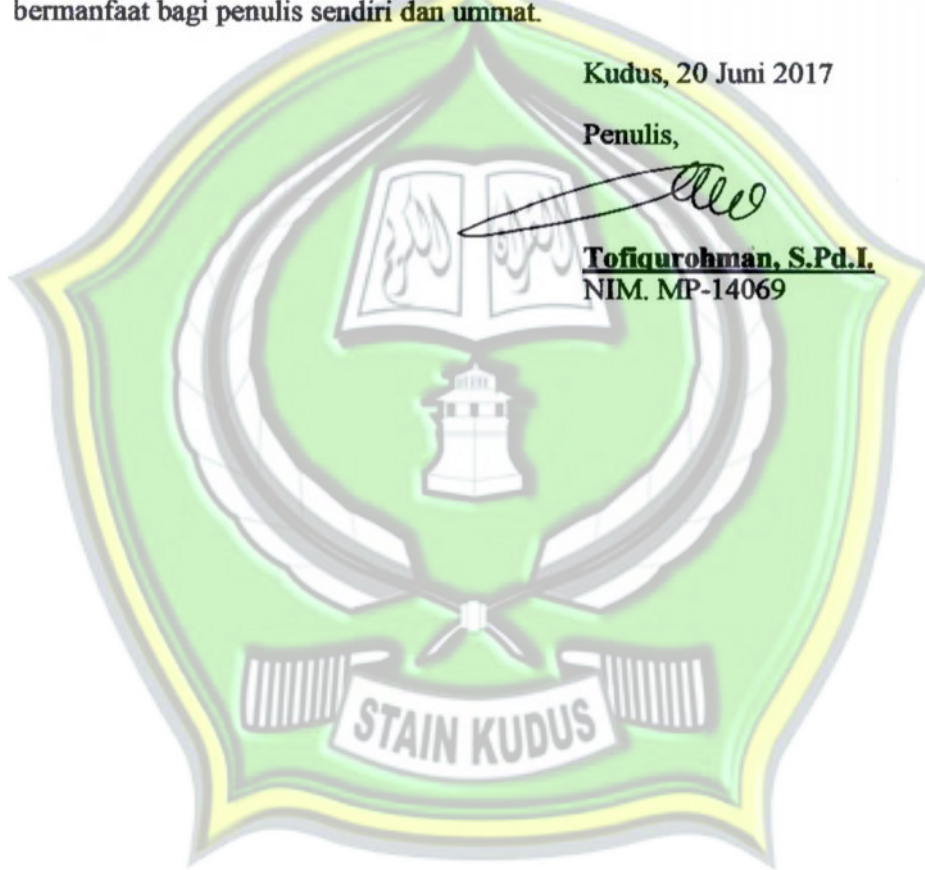 bermanfaat bagi penulis sendiri dan ummat.
Kudus, 20 Juni 2017
Penulis,
Tofiqurohman, S.Pd.I.
NIM. MP-14069
STAIN KUDUS